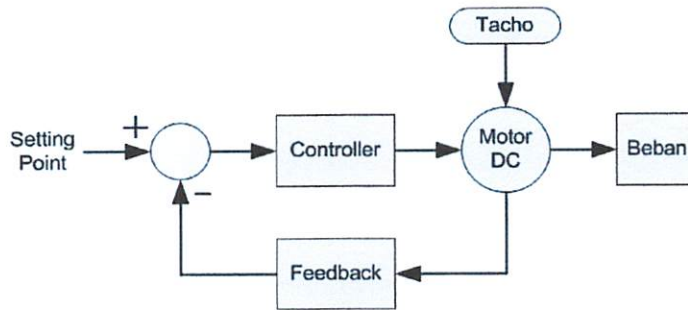 Tacho
Setting
Point
+
-
Controller
Motor
DC
Beban
Feedback